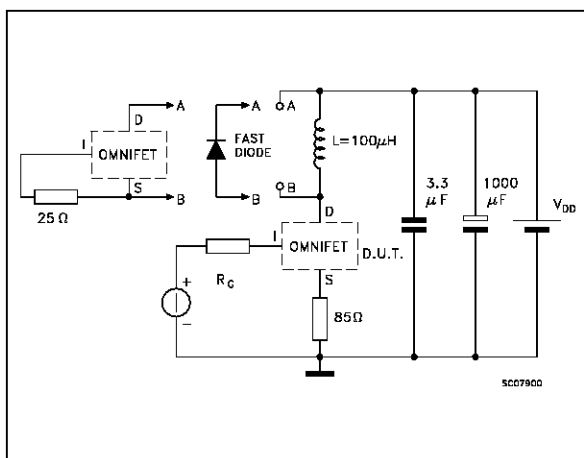 A
D
I
OMNIFET
S
B
25 Ω
A
FAST
DIODE
B
A
L=100μH
B
D
I
OMNIFET
D.U.T.
S
R_G
85Ω
+
−
3.3
μF
1000
μF
V_DD
SC07900